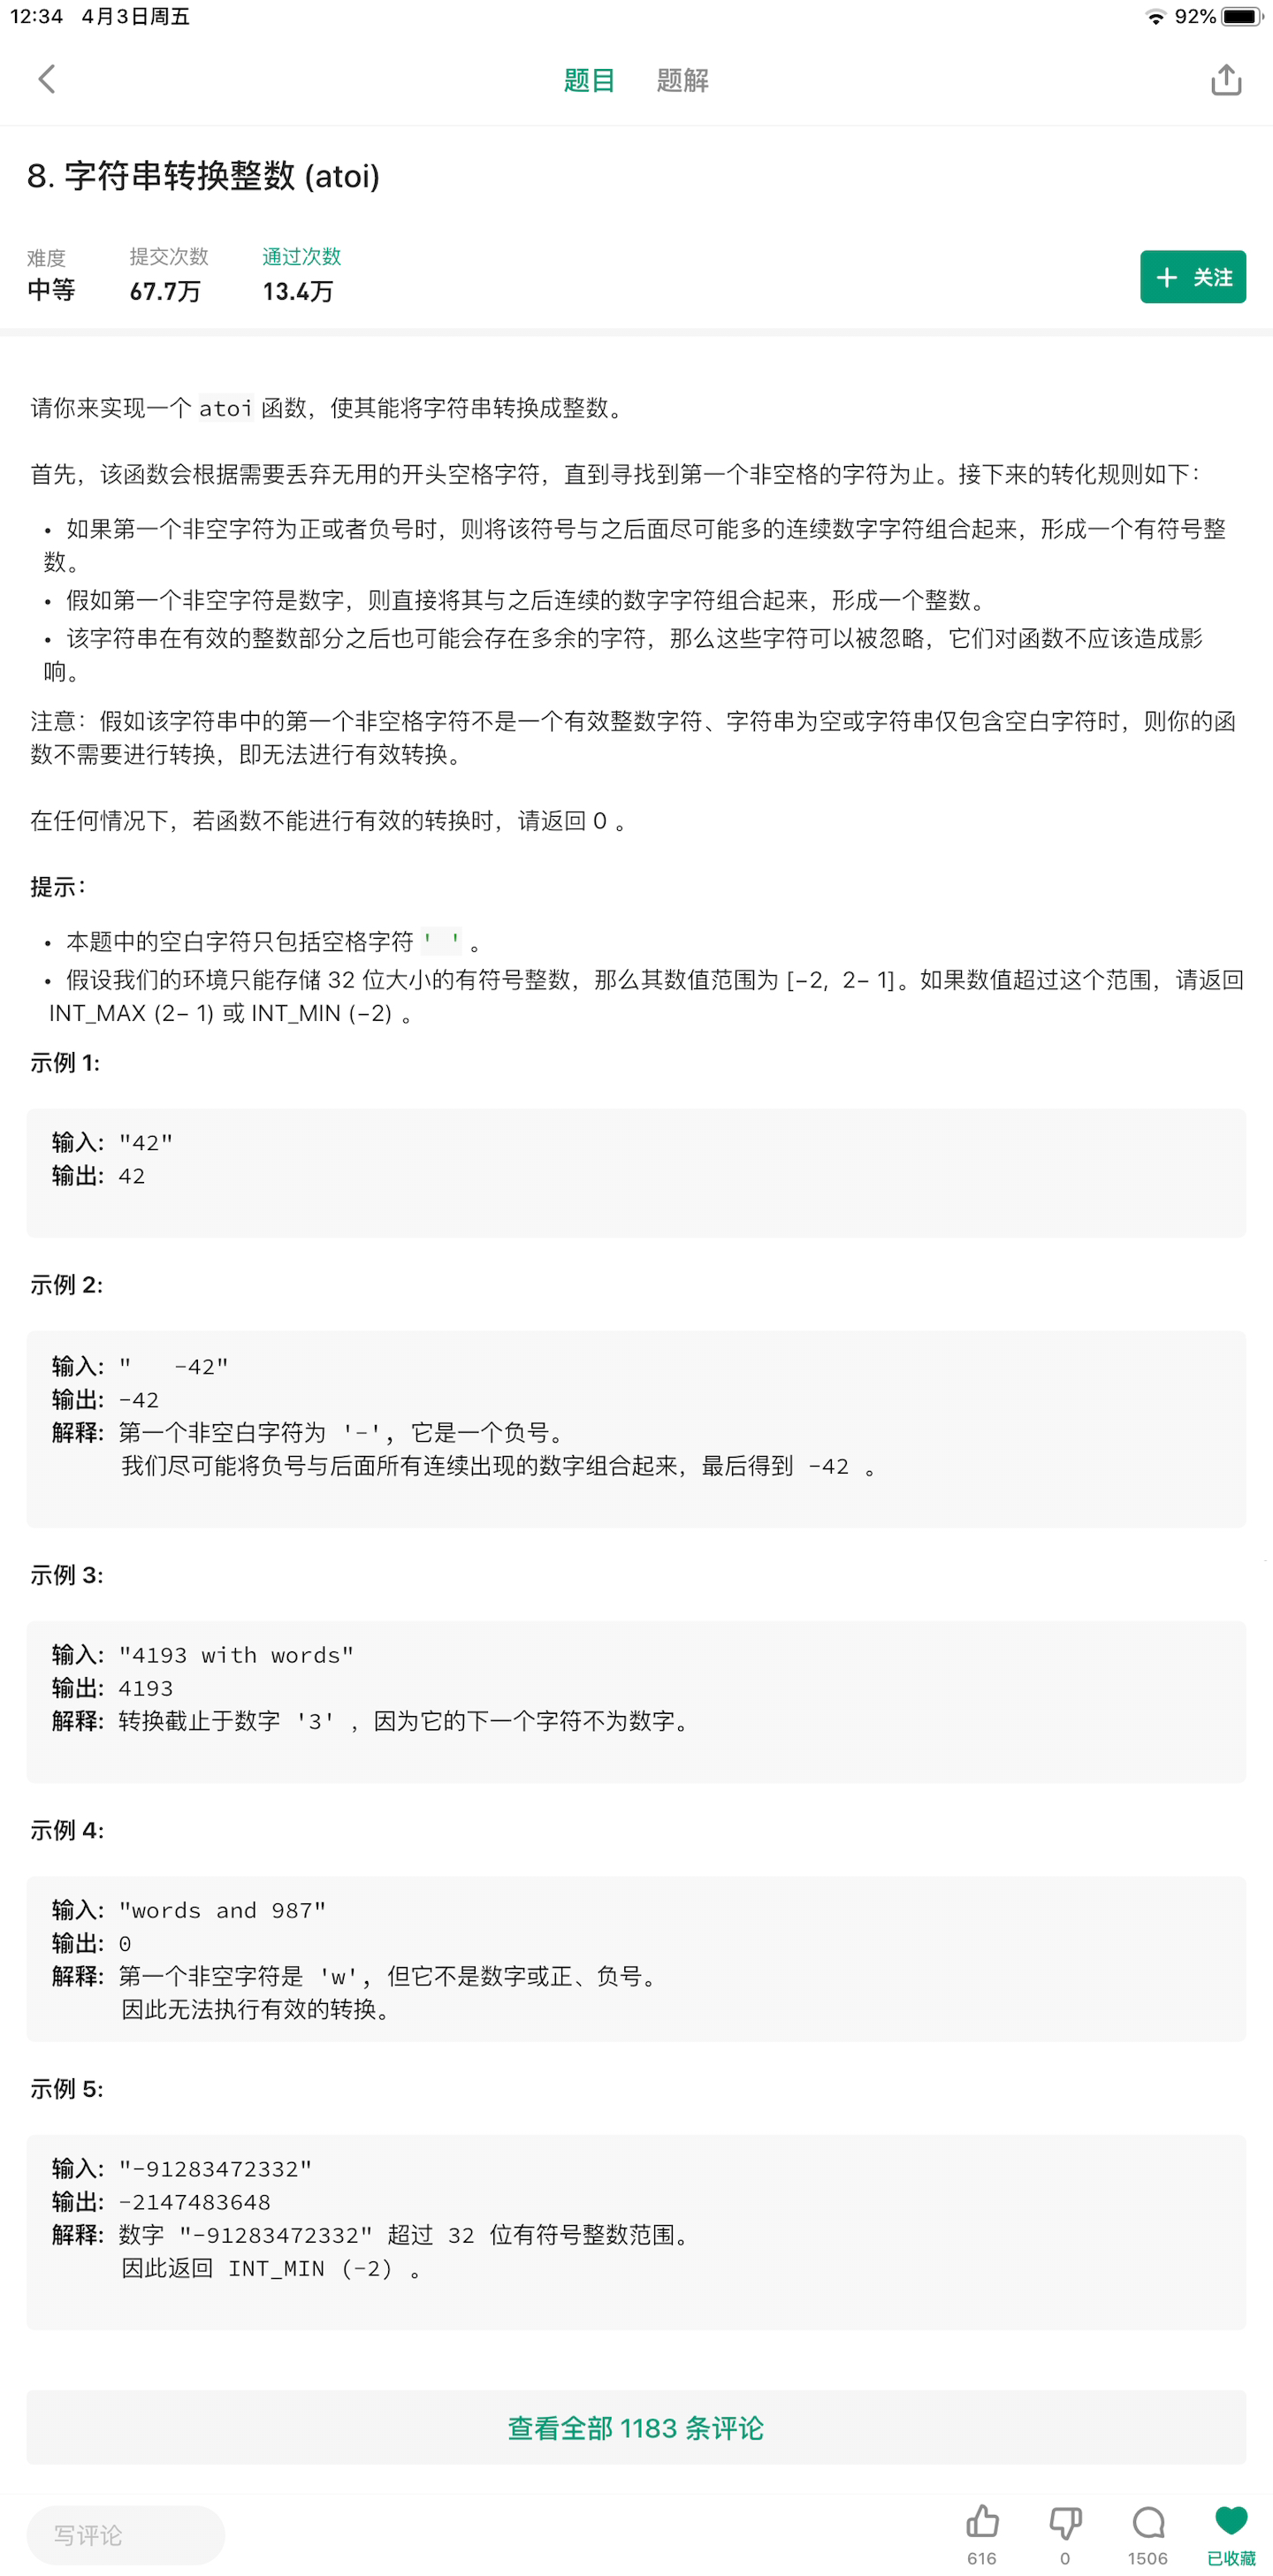 12:34 4月3日周五 92%
题目 题解
8. 字符串转换整数 (atoi)
难度 提交次数 通过次数
中等 67.7万 13.4万
+ 关注
请你来实现一个 atoi 函数，使其能将字符串转换成整数。
首先，该函数会根据需要丢弃无用的开头空格字符，直到寻找到第一个非空格的字符为止。接下来的转化规则如下：
• 如果第一个非空字符为正或者负号时，则将该符号与之后面尽可能多的连续数字字符组合起来，形成一个有符号整
数。
• 假如第一个非空字符是数字，则直接将其与之后连续的数字字符组合起来，形成一个整数。
• 该字符串在有效的整数部分之后也可能会存在多余的字符，那么这些字符可以被忽略，它们对函数不应该造成影
响。
注意：假如该字符串中的第一个非空格字符不是一个有效整数字符、字符串为空或字符串仅包含空白字符时，则你的函
数不需要进行转换，即无法进行有效转换。
在任何情况下，若函数不能进行有效的转换时，请返回 0 。
提示：
• 本题中的空白字符只包括空格字符 ' ' 。
• 假设我们的环境只能存储 32 位大小的有符号整数，那么其数值范围为 [−2, 2− 1]。如果数值超过这个范围，请返回
INT_MAX (2− 1) 或 INT_MIN (−2) 。
示例 1:
输入: "42"
输出: 42
示例 2:
输入: "   -42"
输出: -42
解释: 第一个非空白字符为 '-', 它是一个负号。
我们尽可能将负号与后面所有连续出现的数字组合起来，最后得到 -42 。
示例 3:
输入: "4193 with words"
输出: 4193
解释: 转换截止于数字 '3' ，因为它的下一个字符不为数字。
示例 4:
输入: "words and 987"
输出: 0
解释: 第一个非空字符是 'w', 但它不是数字或正、负号。
因此无法执行有效的转换。
示例 5:
输入: "-91283472332"
输出: -2147483648
解释: 数字 "-91283472332" 超过 32 位有符号整数范围。
因此返回 INT_MIN (−2) 。
查看全部 1183 条评论
写评论
616 0 1506 已收藏